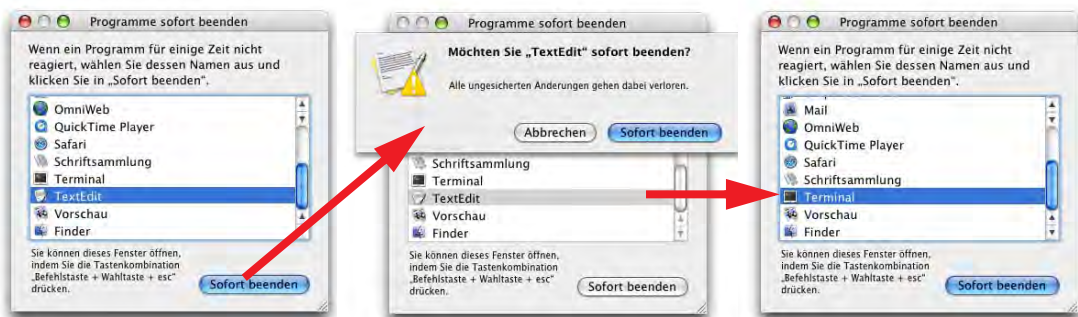 Programme sofort beenden
Wenn ein Programm für einige Zeit nicht
reagiert, wählen Sie dessen Namen aus und
klicken Sie in „Sofort beenden“.
OmniWeb
QuickTime Player
Safari
Schriftsammlung
Terminal
TextEdit
Vorschau
Finder
Sie können dieses Fenster öffnen,
indem Sie die Tastenkombination
„Befehlstaste + Wahltaste + esc“
drücken.
Sofort beenden
Programme sofort beenden
Möchten Sie „TextEdit“ sofort beenden?
Alle ungesicherten Änderungen gehen dabei verloren.
Abbrechen
Sofort beenden
Schriftsammlung
Terminal
TextEdit
Vorschau
Finder
Sie können dieses Fenster öffnen,
indem Sie die Tastenkombination
„Befehlstaste + Wahltaste + esc“
drücken.
Sofort beenden
Programme sofort beenden
Wenn ein Programm für einige Zeit nicht
reagiert, wählen Sie dessen Namen aus und
klicken Sie in „Sofort beenden“.
Mail
OmniWeb
QuickTime Player
Safari
Schriftsammlung
Terminal
Vorschau
Finder
Sie können dieses Fenster öffnen,
indem Sie die Tastenkombination
„Befehlstaste + Wahltaste + esc“
drücken.
Sofort beenden